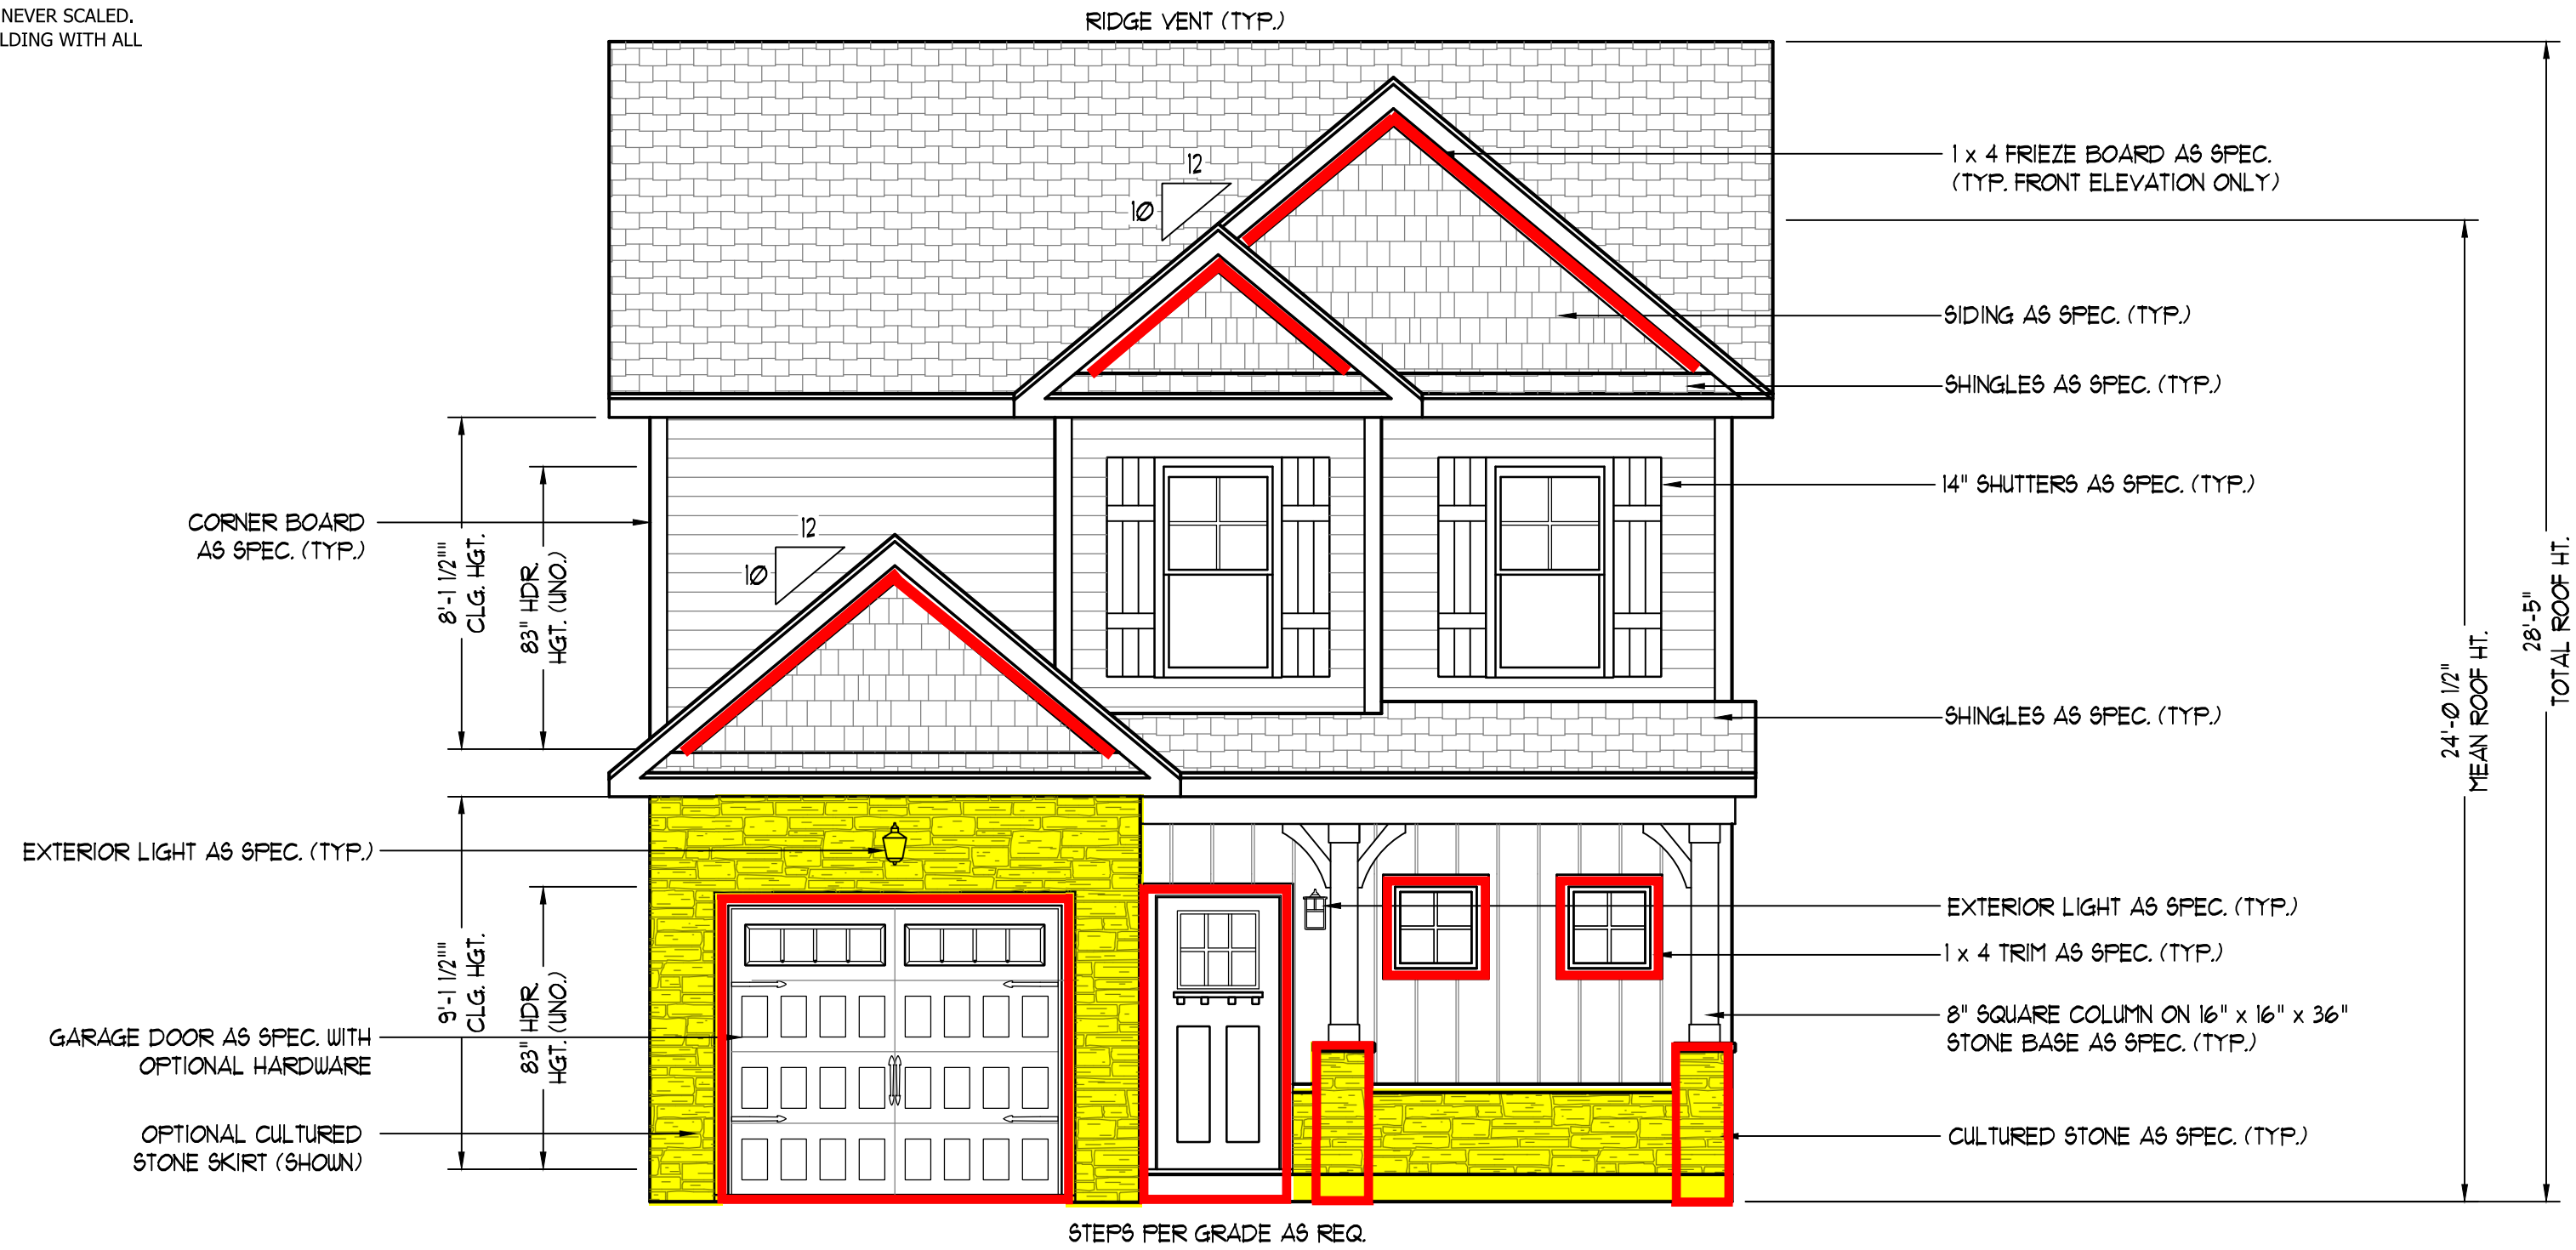 NEVER SCALED.
LDING WITH ALL
RIDGE VENT (TYP.)
1 x 4 FRIEZE BOARD AS SPEC.
(TYP. FRONT ELEVATION ONLY)
12
10
SIDING AS SPEC. (TYP.)
SHINGLES AS SPEC. (TYP.)
14" SHUTTERS AS SPEC. (TYP.)
CORNER BOARD
AS SPEC. (TYP.)
8'-1 1/2""
CLG. HGT.
83" HDR.
HGT. (UNO.)
12
10
28'-5"
TOTAL ROOF HT.
24'-0 1/2"
MEAN ROOF HT.
SHINGLES AS SPEC. (TYP.)
EXTERIOR LIGHT AS SPEC. (TYP.)
9'-1 1/2""
CLG. HGT.
83" HDR.
HGT. (UNO.)
EXTERIOR LIGHT AS SPEC. (TYP.)
1 x 4 TRIM AS SPEC. (TYP.)
8" SQUARE COLUMN ON 16" x 16" x 36"
STONE BASE AS SPEC. (TYP.)
GARAGE DOOR AS SPEC. WITH
OPTIONAL HARDWARE
OPTIONAL CULTURED
STONE SKIRT (SHOWN)
CULTURED STONE AS SPEC. (TYP.)
STEPS PER GRADE AS REQ.